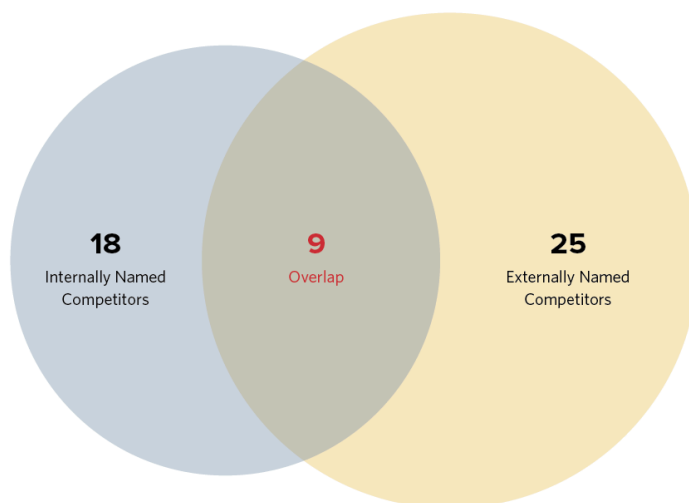 18
Internally Named
Competitors
9
Overlap
25
Externally Named
Competitors